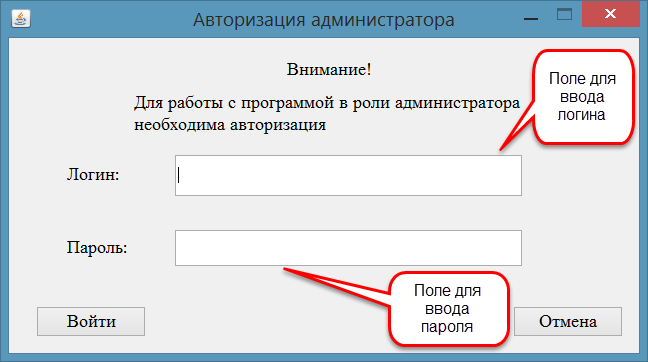 Авторизация администратора
Внимание!
Для работы с программой в роли администратора
необходима авторизация
Поле для
ввода
логина
Логин:
Пароль:
Поле для
ввода
пароля
Войти
Отмена